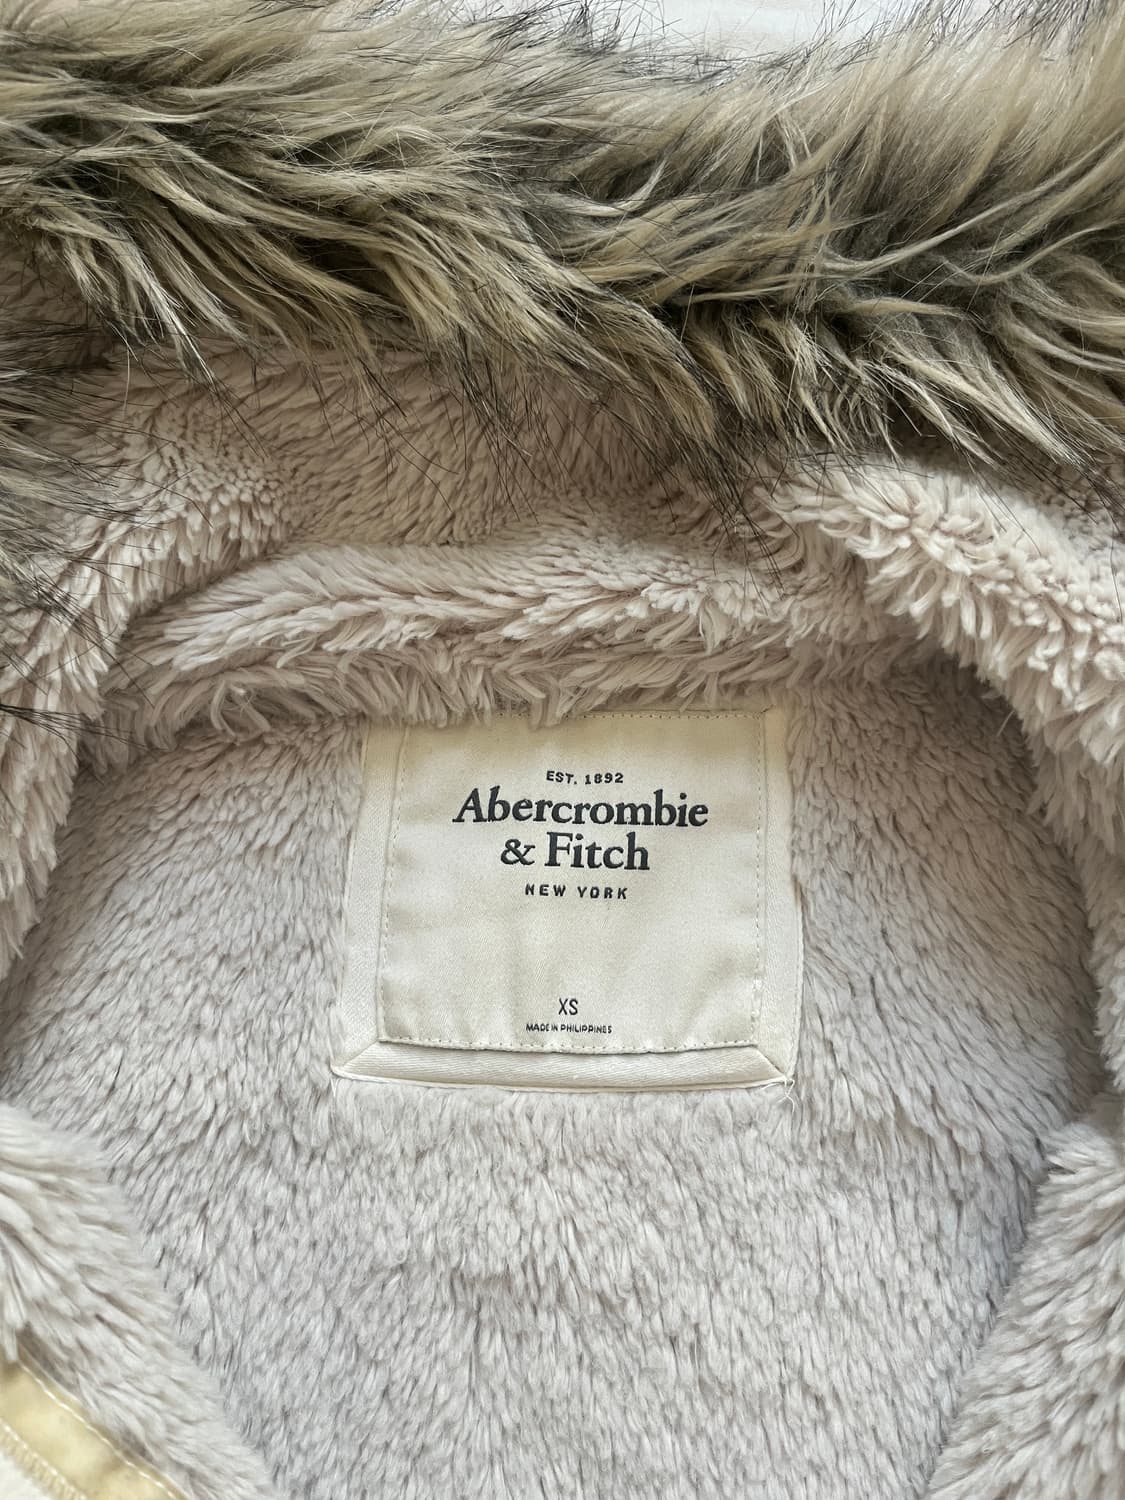 EST. 1892
Abercrombie
& Fitch
NEW YORK
XS
MADE IN PHILIPPINES